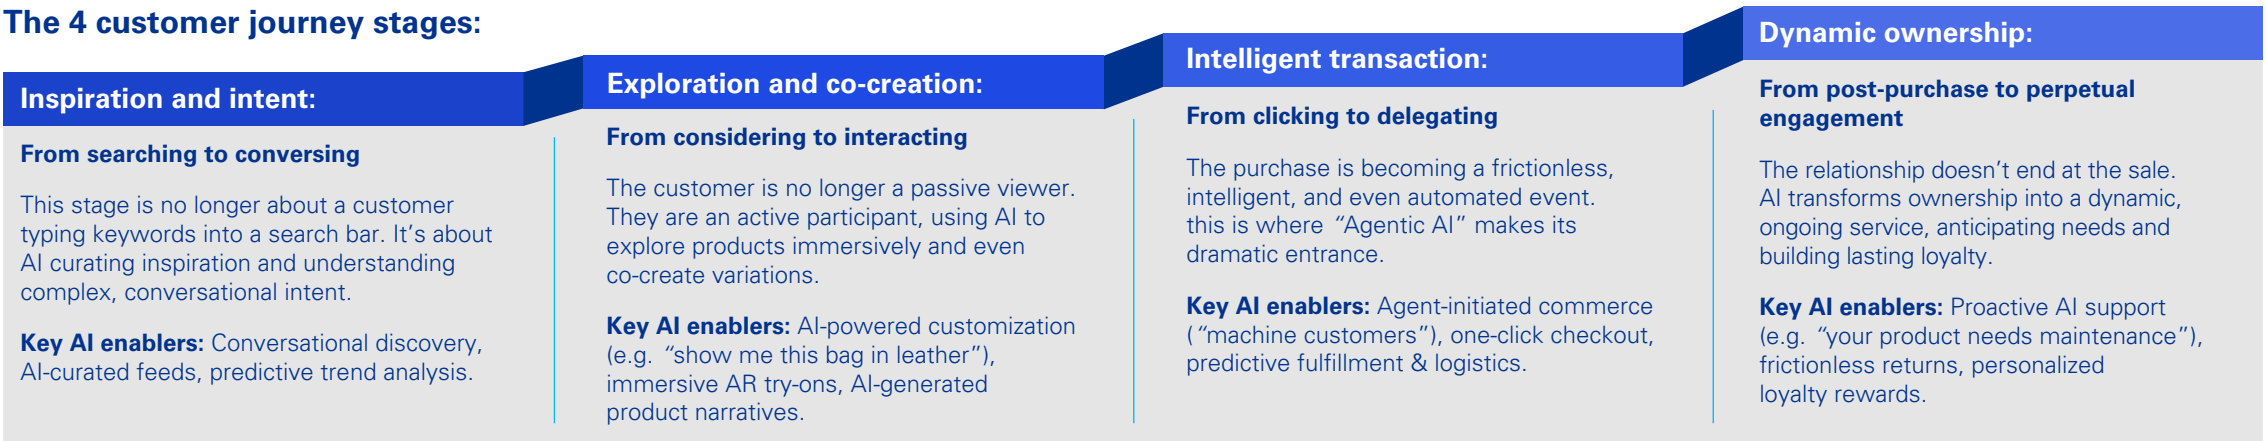 The 4 customer journey stages:
Inspiration and intent:
From searching to conversing
This stage is no longer about a customer
typing keywords into a search bar. It’s about
AI curating inspiration and understanding
complex, conversational intent.
Key AI enablers: Conversational discovery,
AI-curated feeds, predictive trend analysis.
Exploration and co-creation:
From considering to interacting
The customer is no longer a passive viewer.
They are an active participant, using AI to
explore products immersively and even
co-create variations.
Key AI enablers: AI-powered customization
(e.g. “show me this bag in leather”),
immersive AR try-ons, AI-generated
product narratives.
Intelligent transaction:
From clicking to delegating
The purchase is becoming a frictionless,
intelligent, and even automated event.
this is where “Agentic AI” makes its
dramatic entrance.
Key AI enablers: Agent-initiated commerce
(“machine customers”), one-click checkout,
predictive fulfillment & logistics.
Dynamic ownership:
From post-purchase to perpetual
engagement
The relationship doesn’t end at the sale.
AI transforms ownership into a dynamic,
ongoing service, anticipating needs and
building lasting loyalty.
Key AI enablers: Proactive AI support
(e.g. “your product needs maintenance”),
frictionless returns, personalized
loyalty rewards.